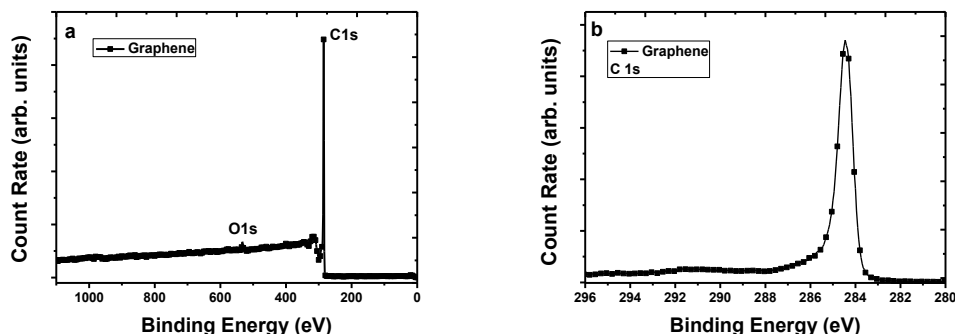 a
Graphene
C1s
O1s
Count Rate (arb. units)
1000 800 600 400 200 0
Binding Energy (eV)
b
Graphene
C 1s
Count Rate (arb. units)
296 294 292 290 288 286 284 282 280
Binding Energy (eV)